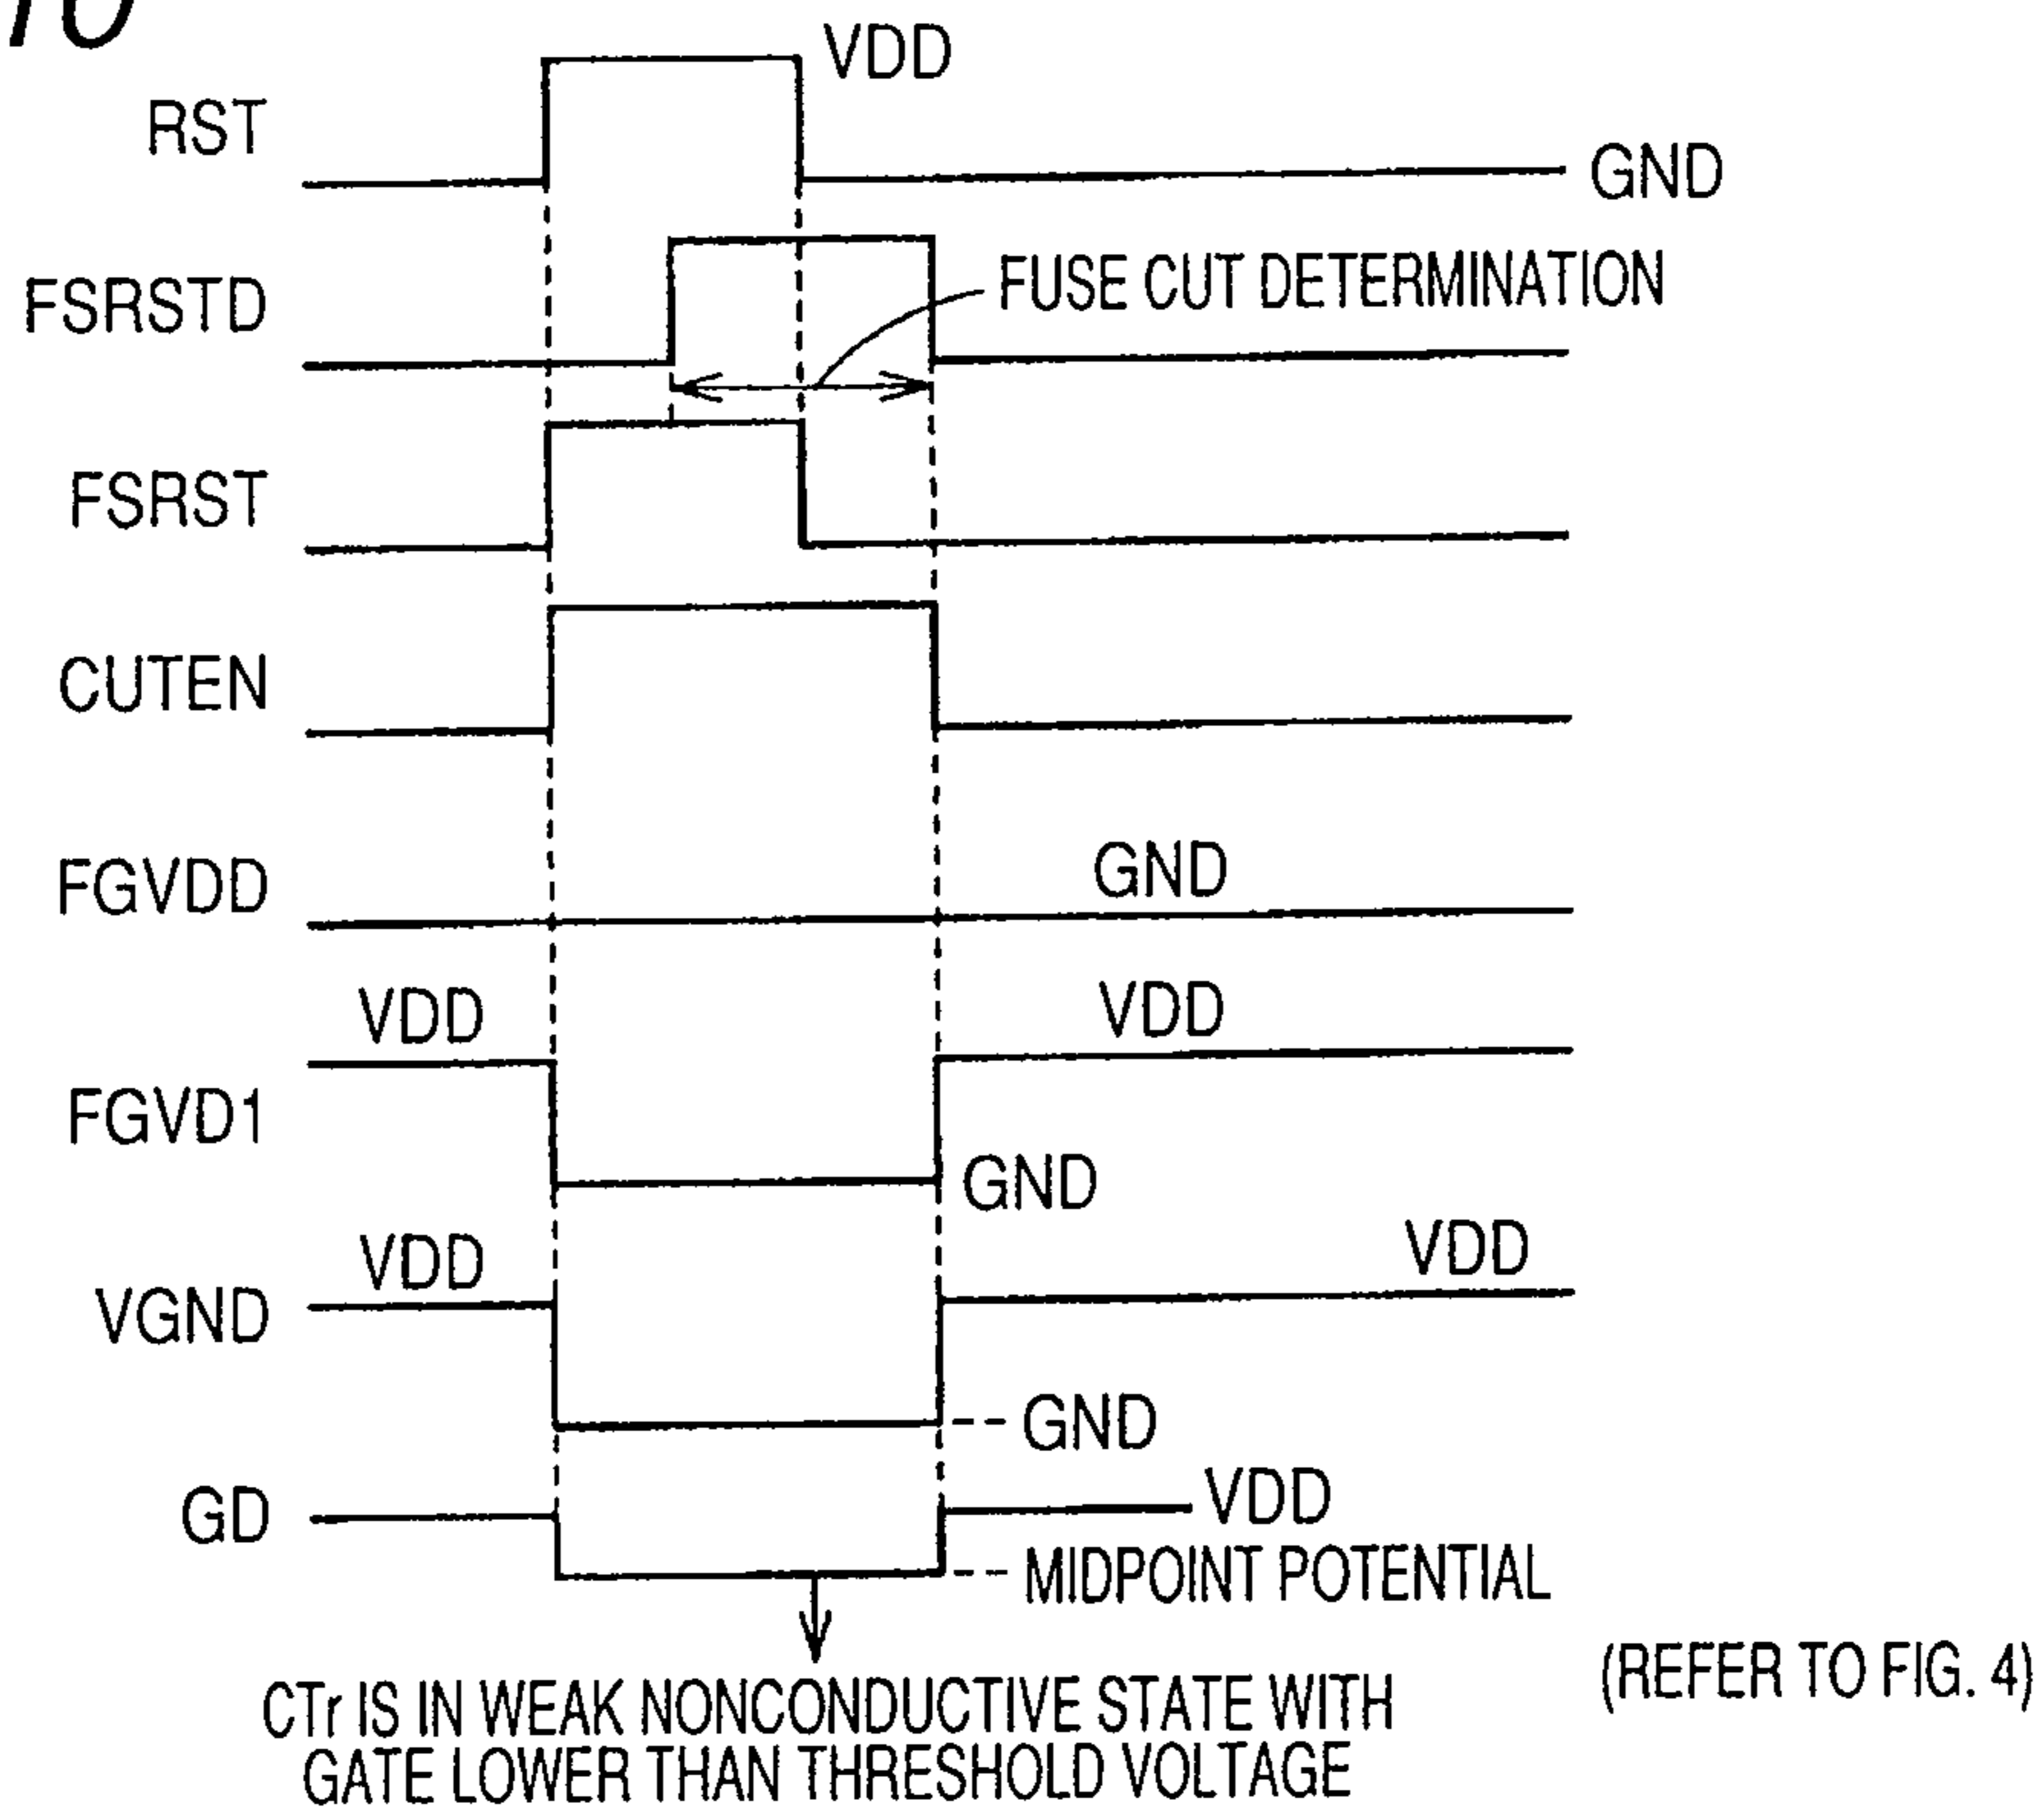 10
VDD
RST
GND
FSRSTD
FUSE CUT DETERMINATION
FSRST
CUTEN
FGVDD
GND
VDD
VDD
FGVD1
GND
VDD
VDD
VGND
GND
GD
VDD
MIDPOINT POTENTIAL
(REFER TO FIG. 4)
CTr IS IN WEAK NONCONDUCTIVE STATE WITH
GATE LOWER THAN THRESHOLD VOLTAGE